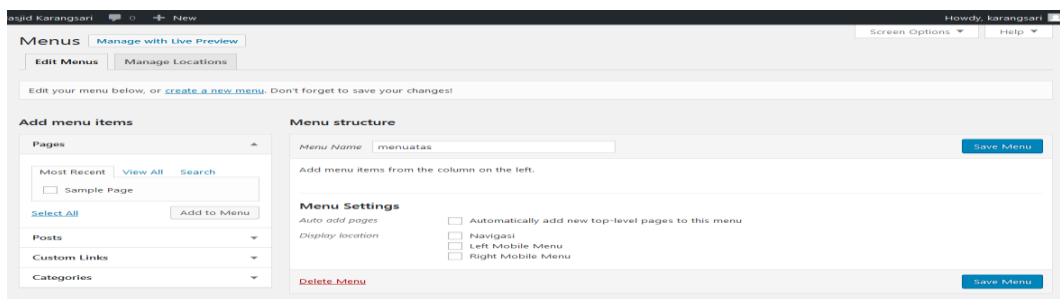 asjid Karangsari 0 New Howdy, karangsari
Menus Manage with Live Preview Screen Options Help
Edit Menus Manage Locations
Edit your menu below, or create a new menu. Don't forget to save your changes!
Add menu items
Pages
Most Recent View All Search
Sample Page
Select All Add to Menu
Posts
Custom Links
Categories
Menu structure
Menu Name menuatas Save Menu
Add menu items from the column on the left.
Menu Settings
Auto add pages Automatically add new top-level pages to this menu
Display location Navigasi
Left Mobile Menu
Right Mobile Menu
Delete Menu Save Menu